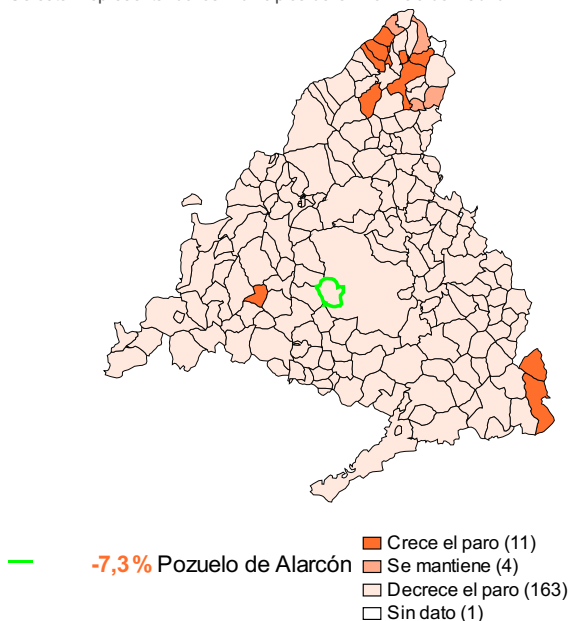 -7,3% Pozuelo de Alarcón
Crece el paro (11)
Se mantiene (4)
Decrece el paro (163)
Sin dato (1)